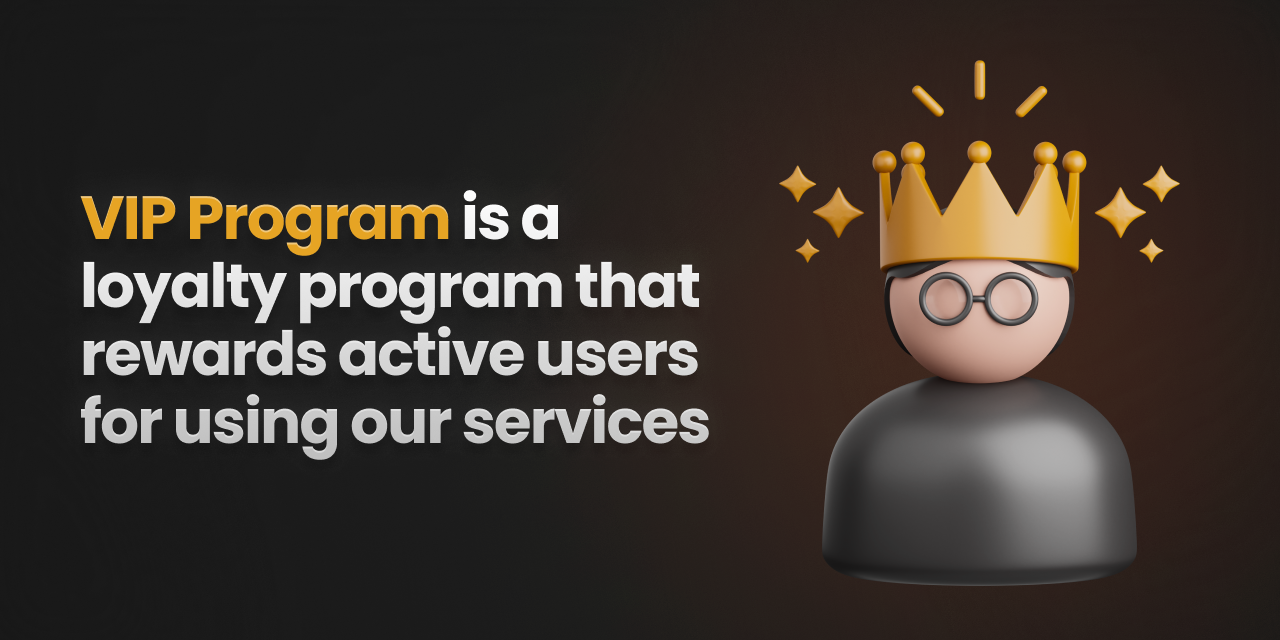 VIP Program is a
loyalty program that
rewards active users
for using our services